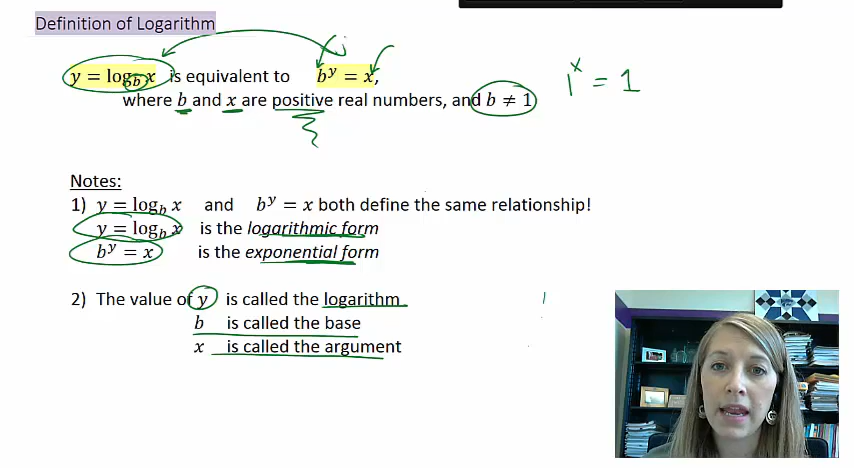 Definition of Logarithm
y = log_b x is equivalent to b^y = x,
where b and x are positive real numbers, and b ≠ 1
1^x = 1
Notes:
1) y = log_b x and b^y = x both define the same relationship!
y = log_b x is the logarithmic form
b^y = x is the exponential form
2) The value of y is called the logarithm
b is called the base
x is called the argument